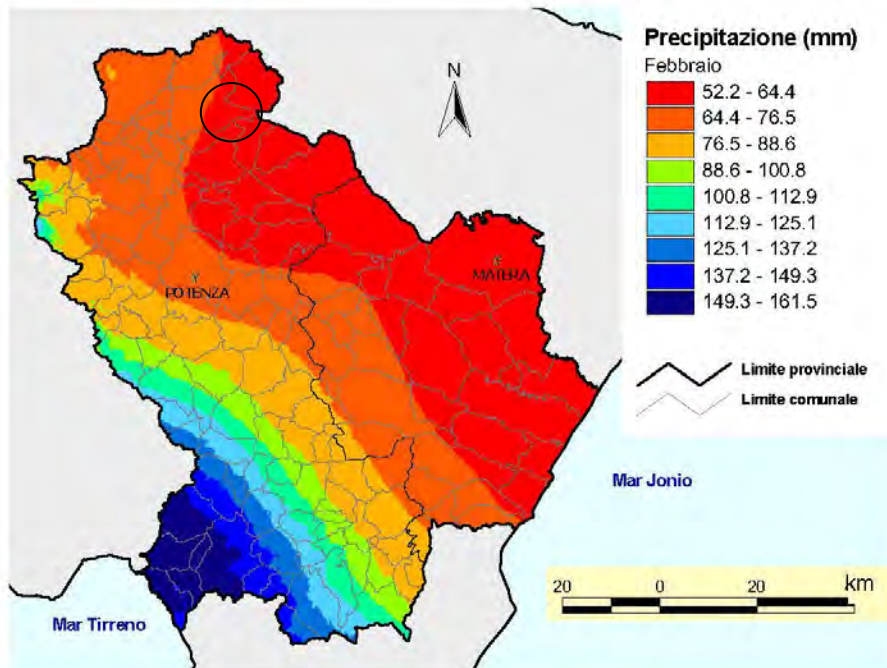 Precipitazione (mm)
Febbraio
52.2 - 64.4
64.4 - 76.5
76.5 - 88.6
88.6 - 100.8
100.8 - 112.9
112.9 - 125.1
125.1 - 137.2
137.2 - 149.3
149.3 - 161.5
N
POTENZA
MATERA
Limite provinciale
Limite comunale
Mar Jonio
Mar Tirreno
20 0 20 km